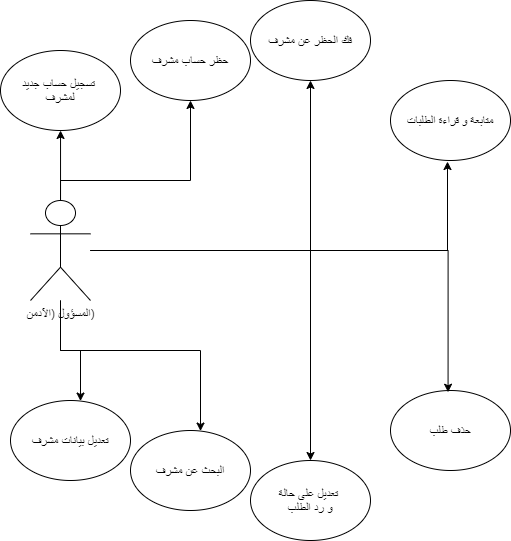 فك الحظر عن مشرف
حظر حساب مشرف
تسجيل حساب جديد
لمشرف
متابعة و قراءة الطلبات
المسؤول (الأدمن)
حذف طلب
تعديل بيانات مشرف
البحث عن مشرف
تعديل على حالة
و رد الطلب